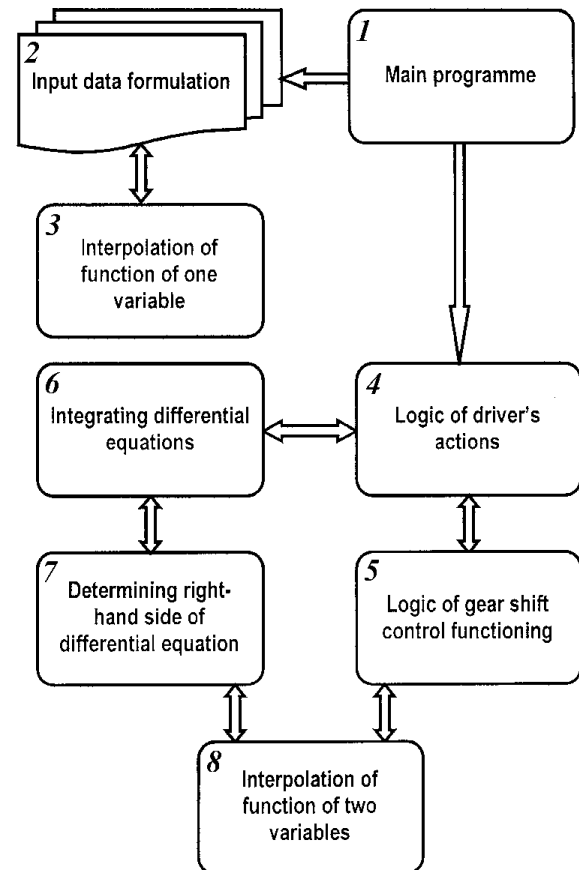 1
Main programme
2
Input data formulation
3
Interpolation of
function of one
variable
4
Logic of driver's
actions
6
Integrating differential
equations
5
Logic of gear shift
control functioning
7
Determining right-
hand side of
differential equation
8
Interpolation of
function of two
variables